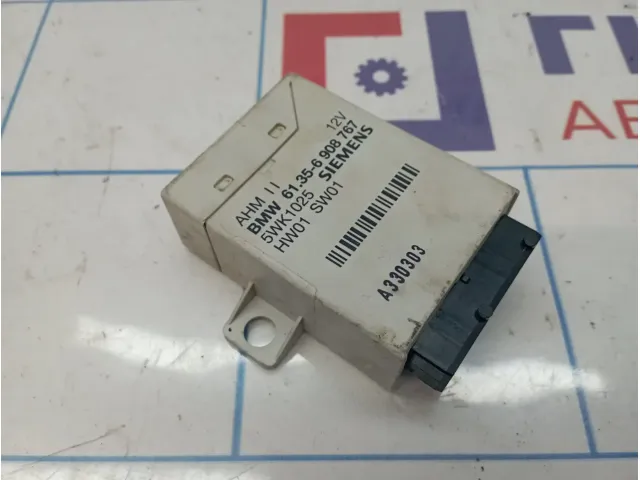 AHM II 12V
BMW 61.35-6 908 767
5WK1025 SIEMENS
HW01 SW01
A330303